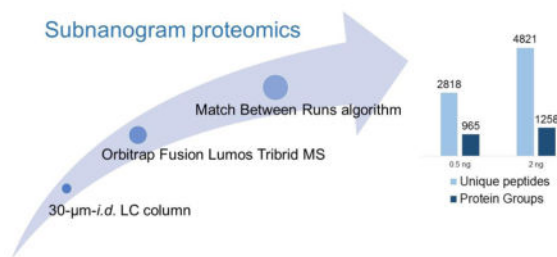 Subnanogram proteomics
Match Between Runs algorithm
Orbitrap Fusion Lumos Tribrid MS
30-µm-i.d. LC column
4821
2818
1258
965
0.5 ng
2 ng
Unique peptides
Protein Groups